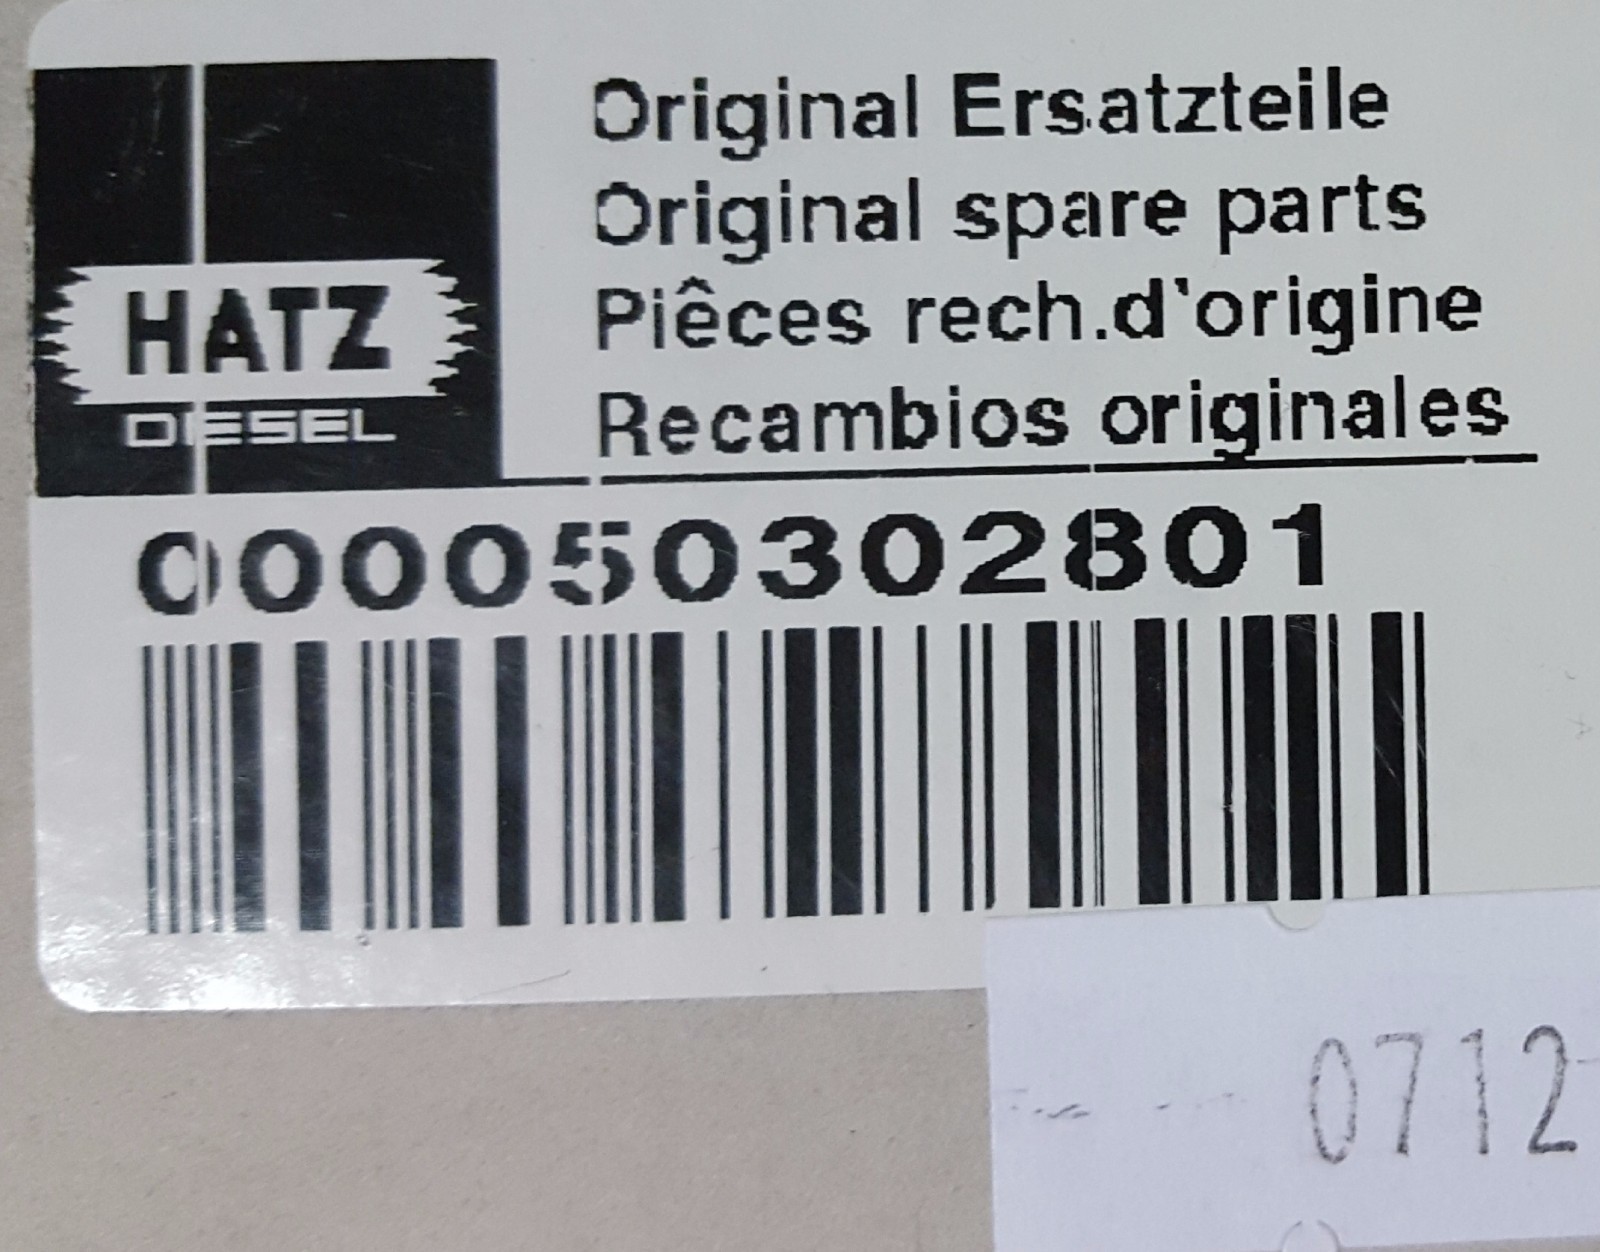 HATZ
DIESEL
Original Ersatzteile
Original spare parts
Pièces rech.d'origine
Recambios originales
000050302801
0712